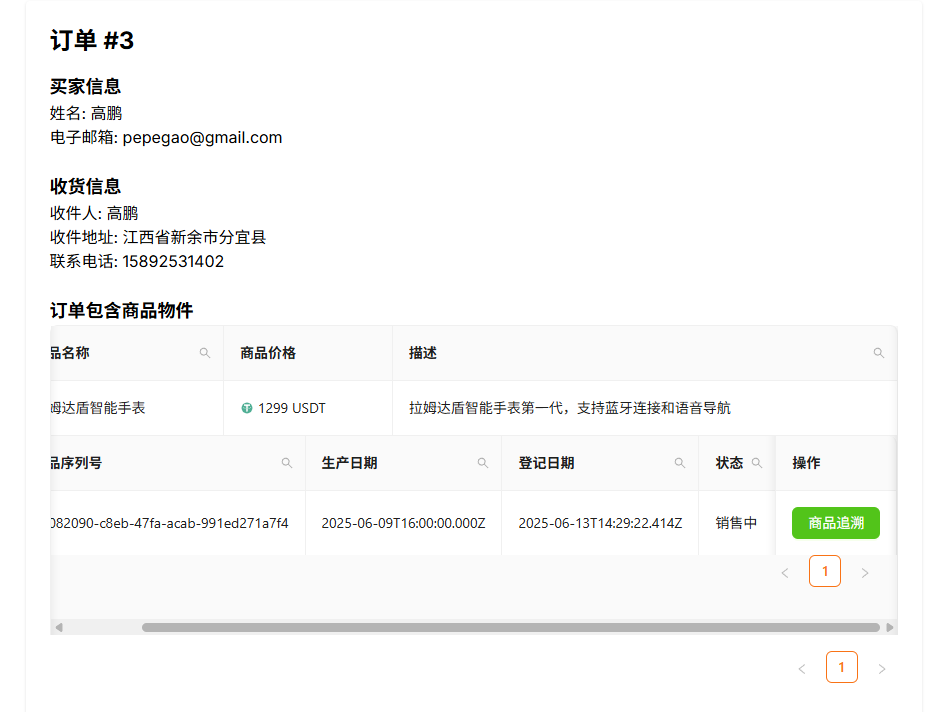 订单 #3
买家信息
姓名: 高鹏
电子邮箱: pepegao@gmail.com
收货信息
收件人: 高鹏
收件地址: 江西省新余市分宜县
联系电话: 15892531402
订单包含商品物件
品名称 商品价格 描述
姆达盾智能手表 1299 USDT 拉姆达盾智能手表第一代，支持蓝牙连接和语音导航
品序列号 生产日期 登记日期 状态 操作
082090-c8eb-47fa-acab-991ed271a7f4 2025-06-09T16:00:00.000Z 2025-06-13T14:29:22.414Z 销售中 商品追溯
1
1